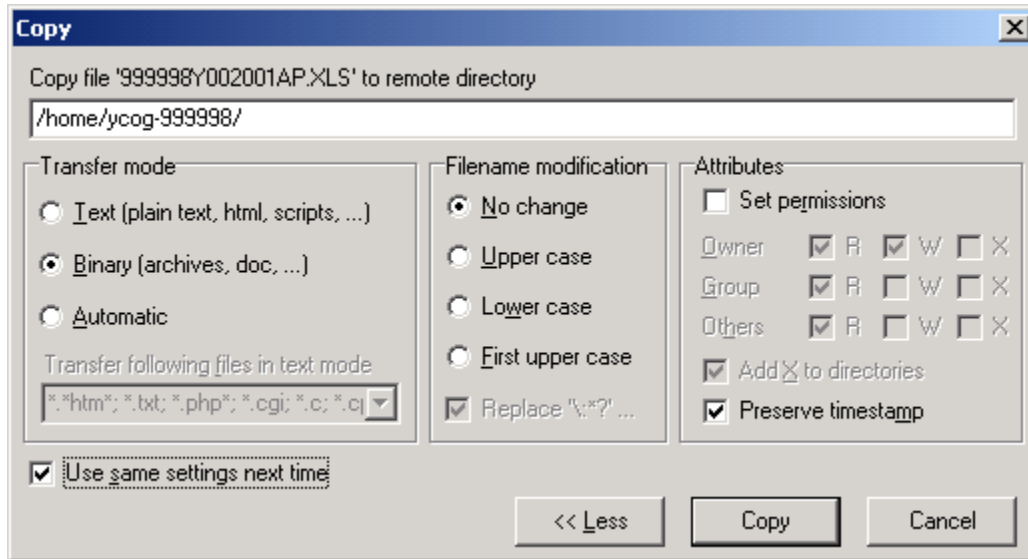 Copy
Copy file '999998Y002001AP.XLS' to remote directory
/home/ycog-999998/
Transfer mode
Text (plain text, html, scripts, ...)
Binary (archives, doc, ...)
Automatic
Transfer following files in text mode
*.*htm*; *.txt; *.php*; *.cgi; *.c; *.cp
Filename modification
No change
Upper case
Lower case
First upper case
Replace '\:*?' ...
Attributes
Set permissions
Owner R W X
Group R W X
Others R W X
Add X to directories
Preserve timestamp
Use same settings next time
<< Less
Copy
Cancel